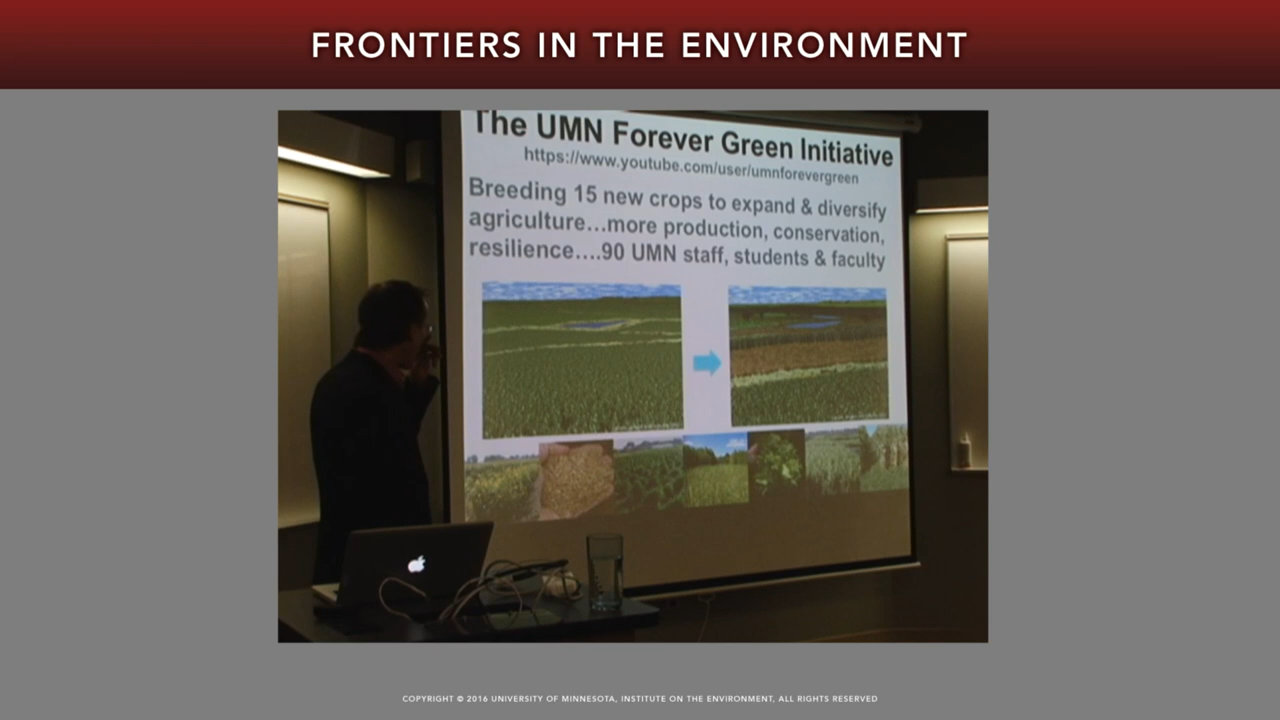 FRONTIERS IN THE ENVIRONMENT
The UMN Forever Green Initiative
https://www.youtube.com/user/umnforevergreen
Breeding 15 new crops to expand & diversify
agriculture…more production, conservation,
resilience….90 UMN staff, students & faculty
COPYRIGHT © 2016 UNIVERSITY OF MINNESOTA, INSTITUTE ON THE ENVIRONMENT, ALL RIGHTS RESERVED